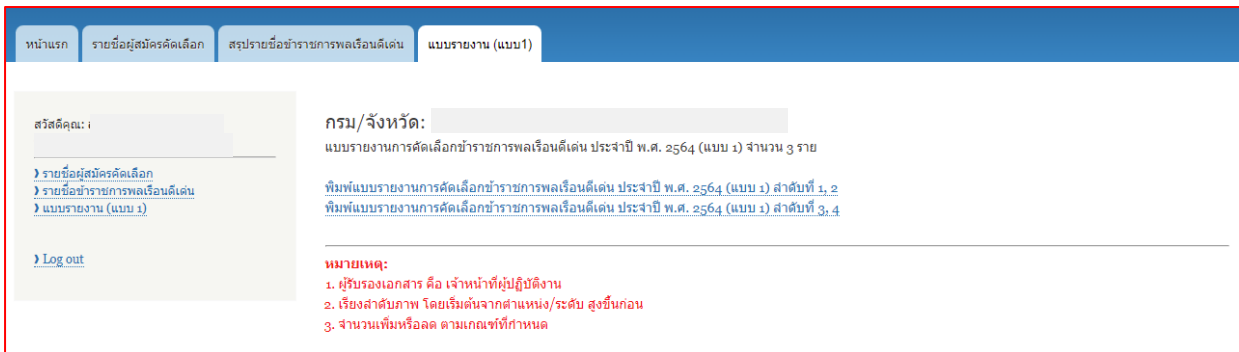 หน้าแรก
รายชื่อผู้สมัครคัดเลือก
สรุปรายชื่อข้าราชการพลเรือนดีเด่น
แบบรายงาน (แบบ1)
สวัสดีคุณ:
❱ รายชื่อผู้สมัครคัดเลือก
❱ รายชื่อข้าราชการพลเรือนดีเด่น
❱ แบบรายงาน (แบบ 1)
❱ Log out
กรม/จังหวัด:
แบบรายงานการคัดเลือกข้าราชการพลเรือนดีเด่น ประจำปี พ.ศ. 2564 (แบบ 1) จำนวน 3 ราย
พิมพ์แบบรายงานการคัดเลือกข้าราชการพลเรือนดีเด่น ประจำปี พ.ศ. 2564 (แบบ 1) ลำดับที่ 1, 2
พิมพ์แบบรายงานการคัดเลือกข้าราชการพลเรือนดีเด่น ประจำปี พ.ศ. 2564 (แบบ 1) ลำดับที่ 3, 4
หมายเหตุ:
1. ผู้รับรองเอกสาร คือ เจ้าหน้าที่ผู้ปฏิบัติงาน
2. เรียงลำดับภาพ โดยเริ่มต้นจากตำแหน่ง/ระดับ สูงขึ้นก่อน
3. จำนวนเพิ่มหรือลด ตามเกณฑ์ที่กำหนด